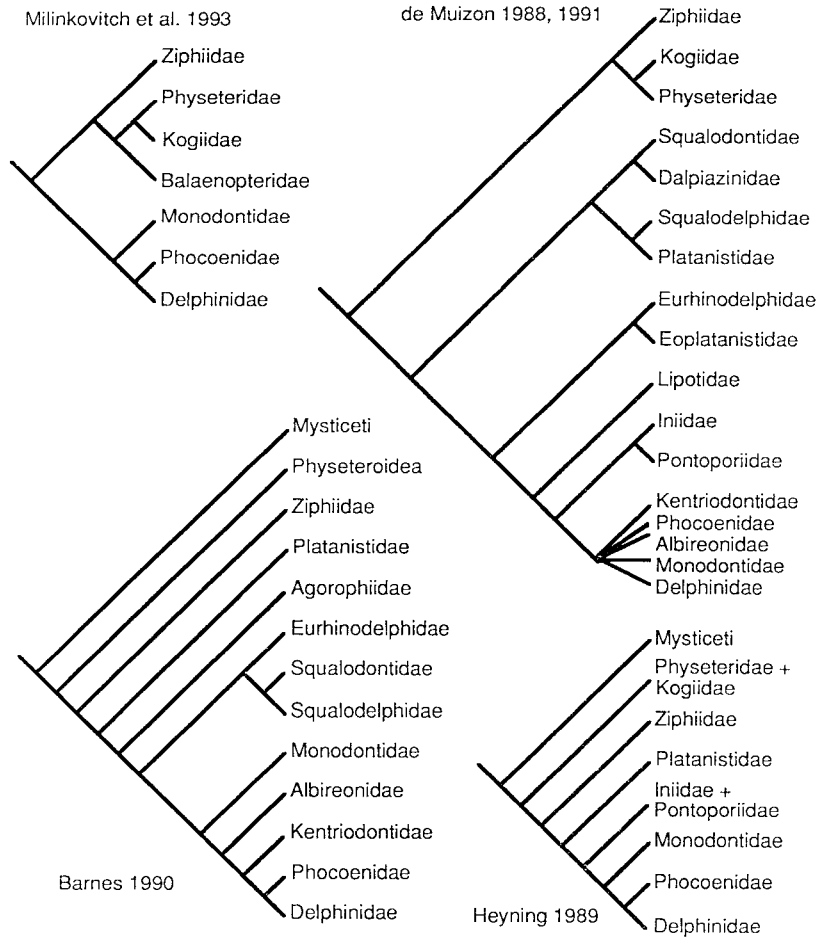 Milinkovitch et al. 1993
Ziphiidae
Physeteridae
Kogiidae
Balaenopteridae
Monodontidae
Phocoenidae
Delphinidae
de Muizon 1988, 1991
Ziphiidae
Kogiidae
Physeteridae
Squalodontidae
Dalpiazinidae
Squalodelphidae
Platanistidae
Eurhinodelphidae
Eoplatanistidae
Lipotidae
Iniidae
Pontoporiidae
Kentriodontidae
Phocoenidae
Albireonidae
Monodontidae
Delphinidae
Mysticeti
Physeteroidea
Ziphiidae
Platanistidae
Agorophiidae
Eurhinodelphidae
Squalodontidae
Squalodelphidae
Monodontidae
Albireonidae
Kentriodontidae
Phocoenidae
Delphinidae
Barnes 1990
Mysticeti
Physeteridae +
Kogiidae
Ziphiidae
Platanistidae
Iniidae +
Pontoporiidae
Monodontidae
Phocoenidae
Delphinidae
Heyning 1989